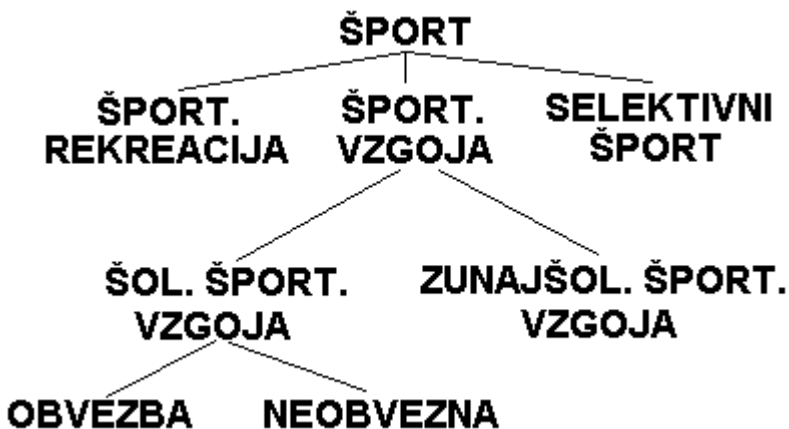 ŠPORT
ŠPORT.
REKREACIJA
ŠPORT.
VZGOJA
SELEKTIVNI
ŠPORT
ŠOL. ŠPORT.
VZGOJA
ZUNAJŠOL. ŠPORT.
VZGOJA
OBVEZBA
NEOBVEZNA